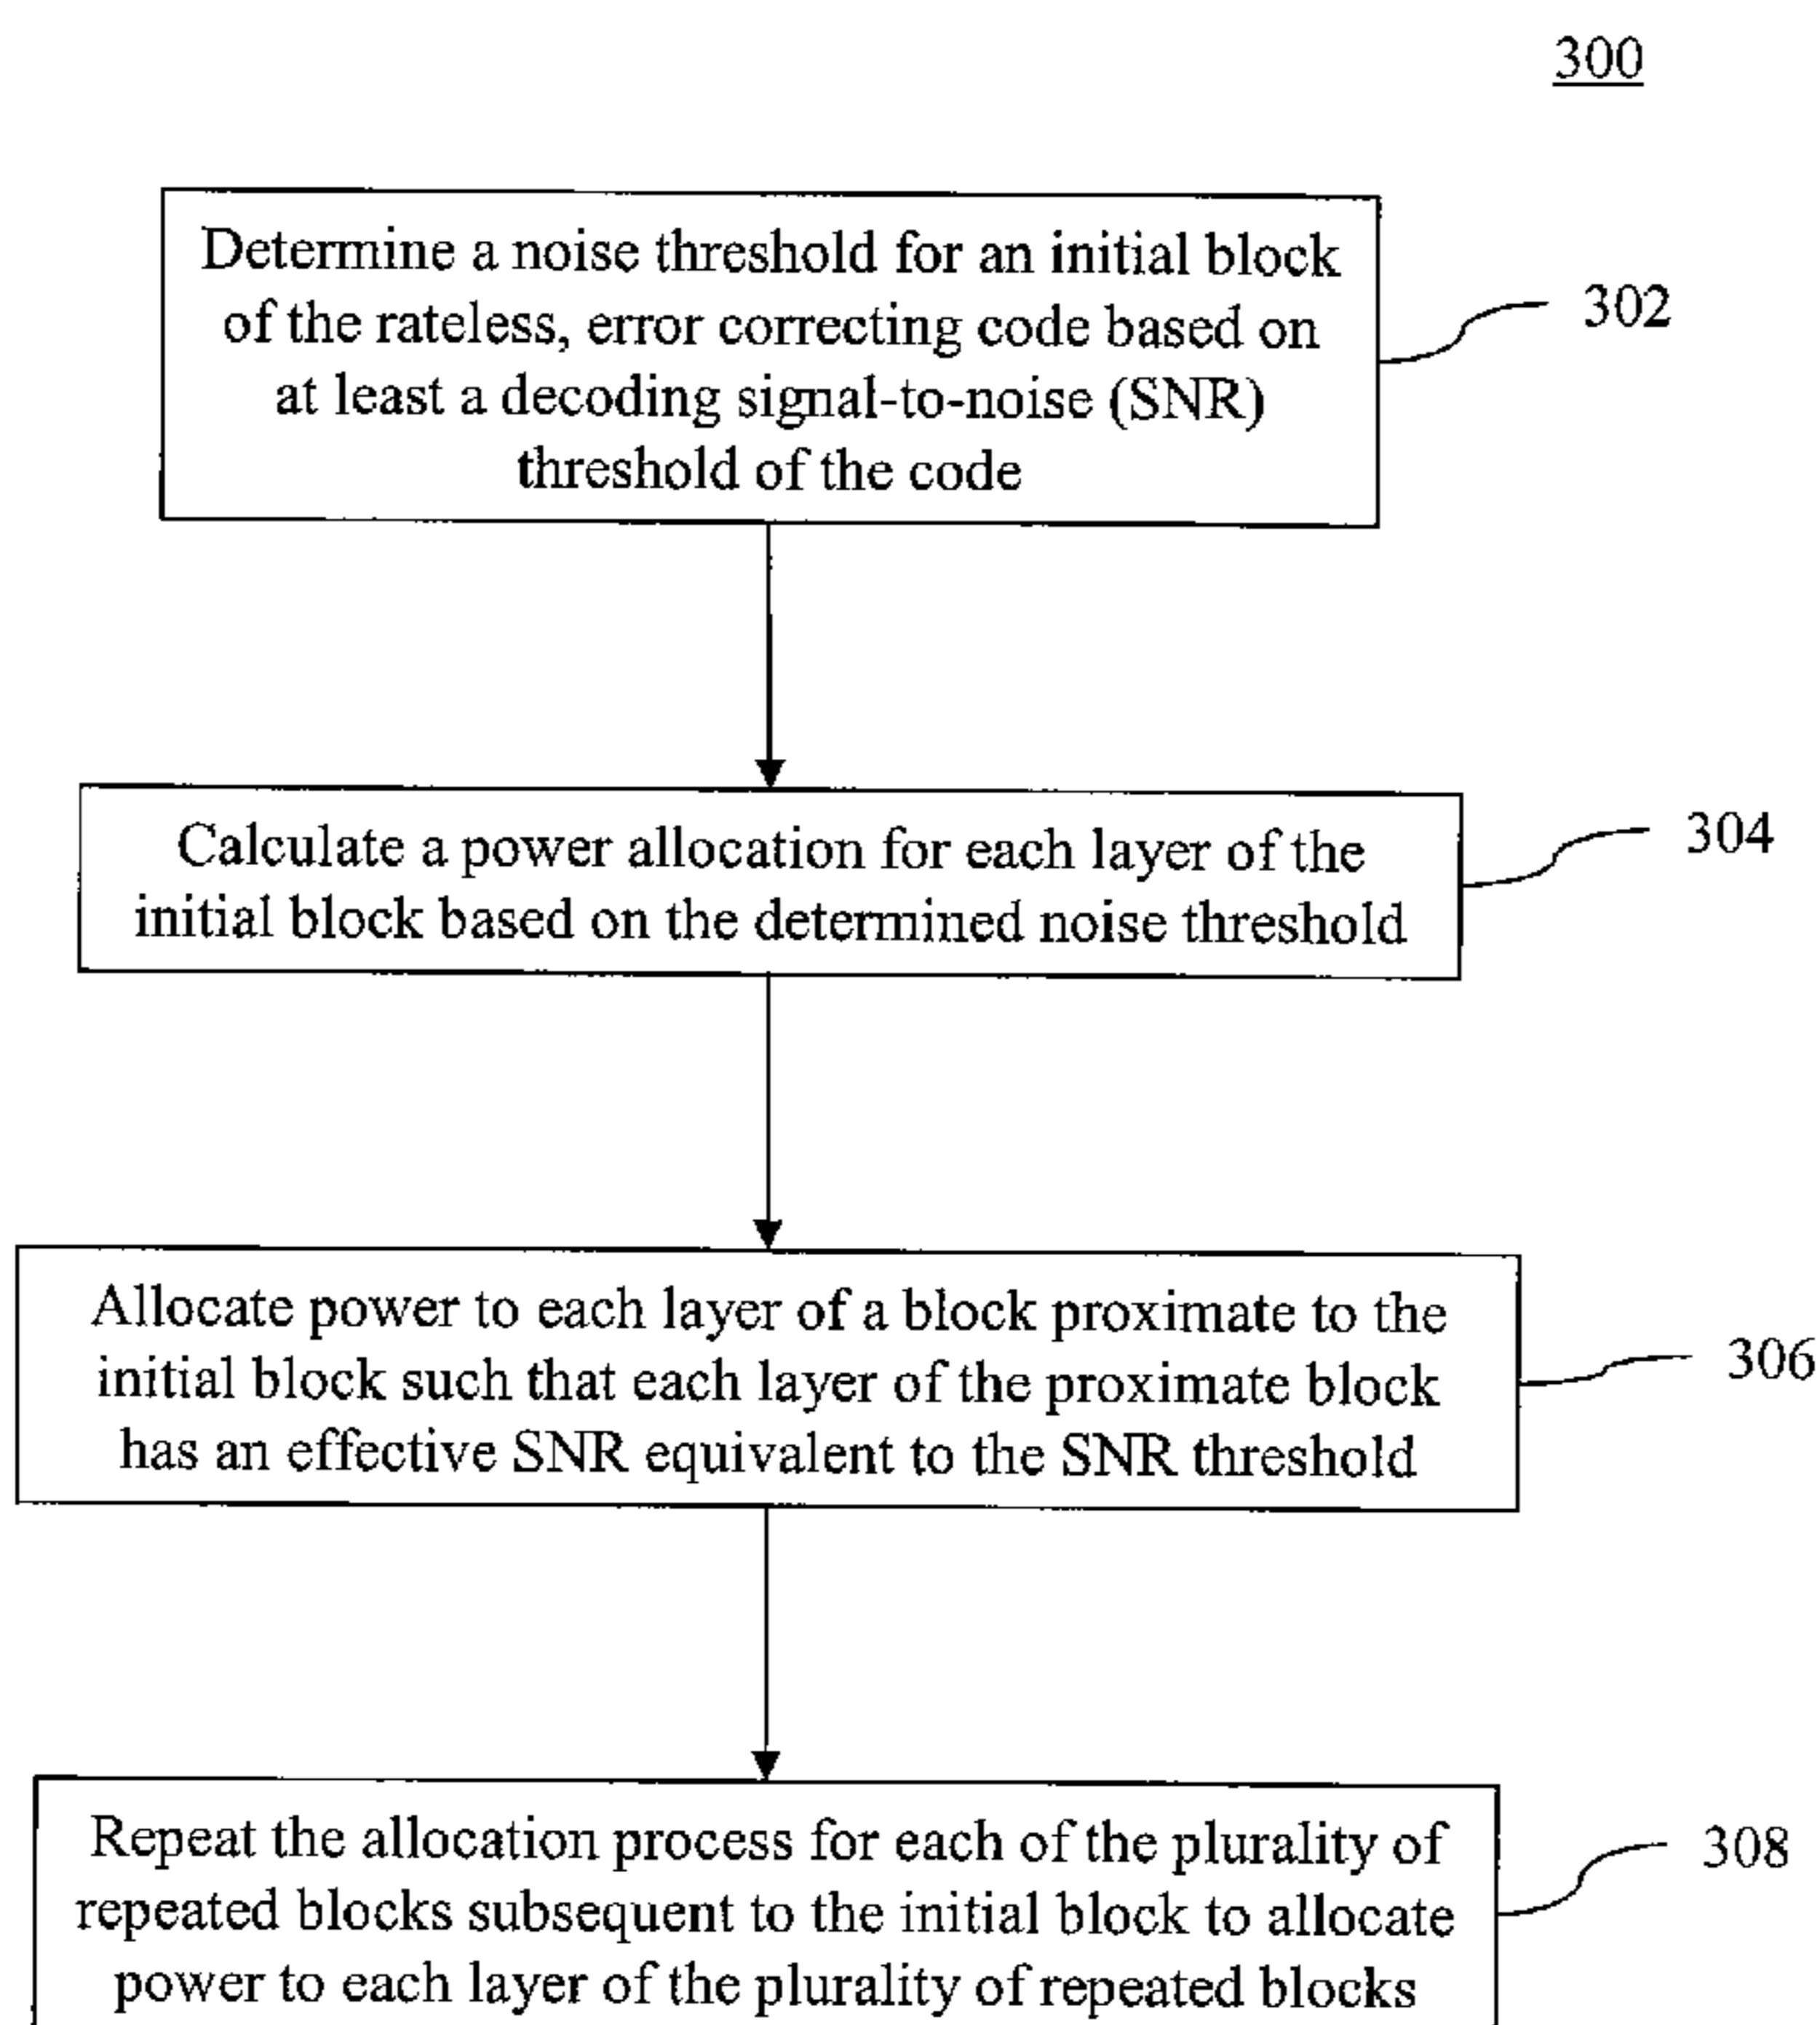 300
Determine a noise threshold for an initial block
of the rateless, error correcting code based on
at least a decoding signal-to-noise (SNR)
threshold of the code
302
Calculate a power allocation for each layer of the
initial block based on the determined noise threshold
304
Allocate power to each layer of a block proximate to the
initial block such that each layer of the proximate block
has an effective SNR equivalent to the SNR threshold
306
Repeat the allocation process for each of the plurality of
repeated blocks subsequent to the initial block to allocate
power to each layer of the plurality of repeated blocks
308